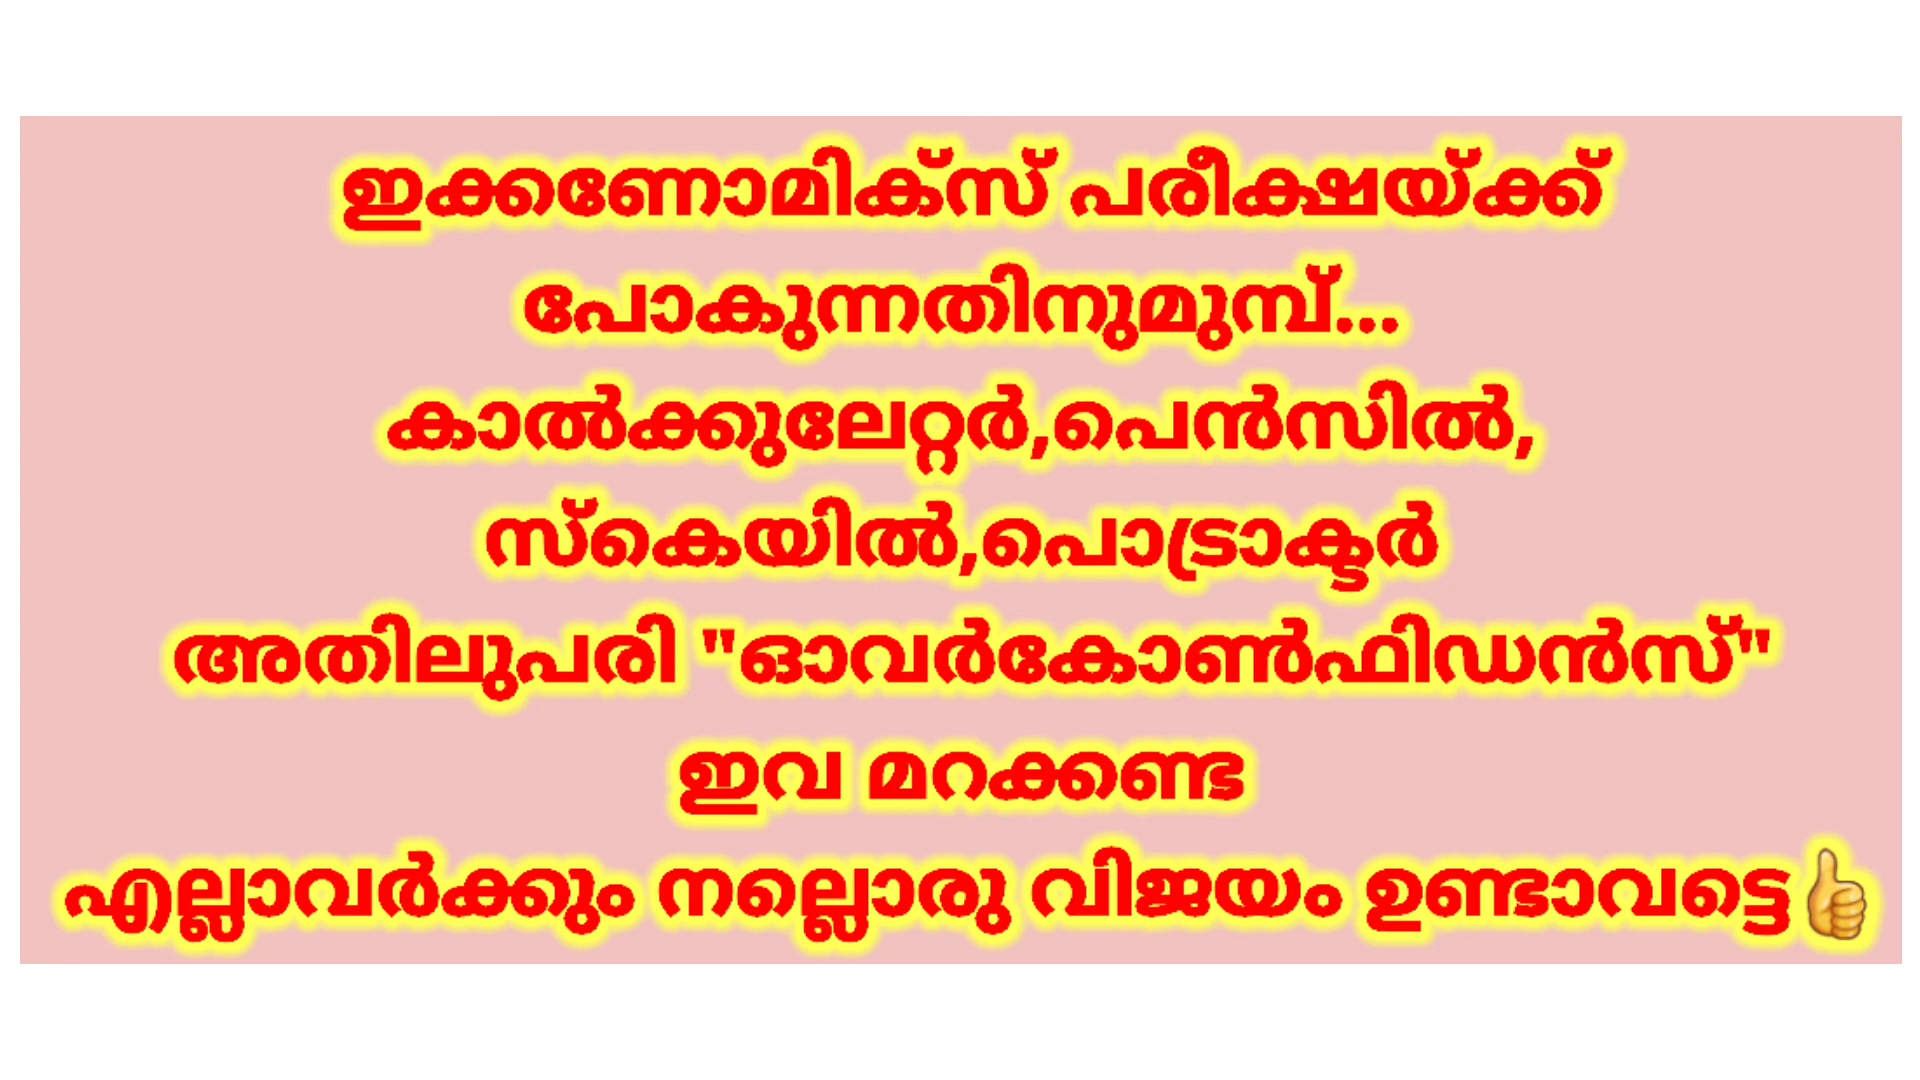 ഇക്കണോമിക്സ് പരീക്ഷയ്ക്ക്
പോകുന്നതിനുമുമ്പ്...
കാൽക്കുലേറ്റർ,പെൻസിൽ,
സ്കെയിൽ,പൊട്രാക്ടർ
അതിലുപരി "ഓവർകോൺഫിഡൻസ്"
ഇവ മറക്കണ്ട
എല്ലാവർക്കും നല്ലൊരു വിജയം ഉണ്ടാവട്ടെ👍